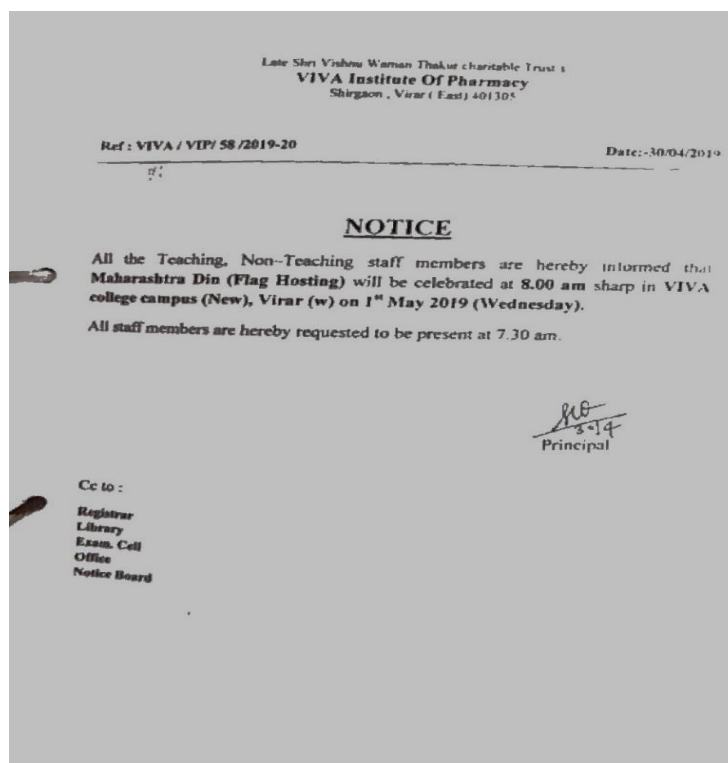 Late Shri Vishnu Waman Thakur charitable Trust s
VIVA Institute Of Pharmacy
Shirgaon , Virar ( East) 401305
Ref : VIVA / VIP/ 58 /2019-20
Date:-30/04/2019
NOTICE
All the Teaching, Non--Teaching staff members are hereby informed that
Maharashtra Din (Flag Hosting) will be celebrated at 8.00 am sharp in VIVA
college campus (New), Virar (w) on 1st May 2019 (Wednesday).
All staff members are hereby requested to be present at 7.30 am.
Principal
Cc to :
Registrar
Library
Exam. Cell
Office
Notice Board